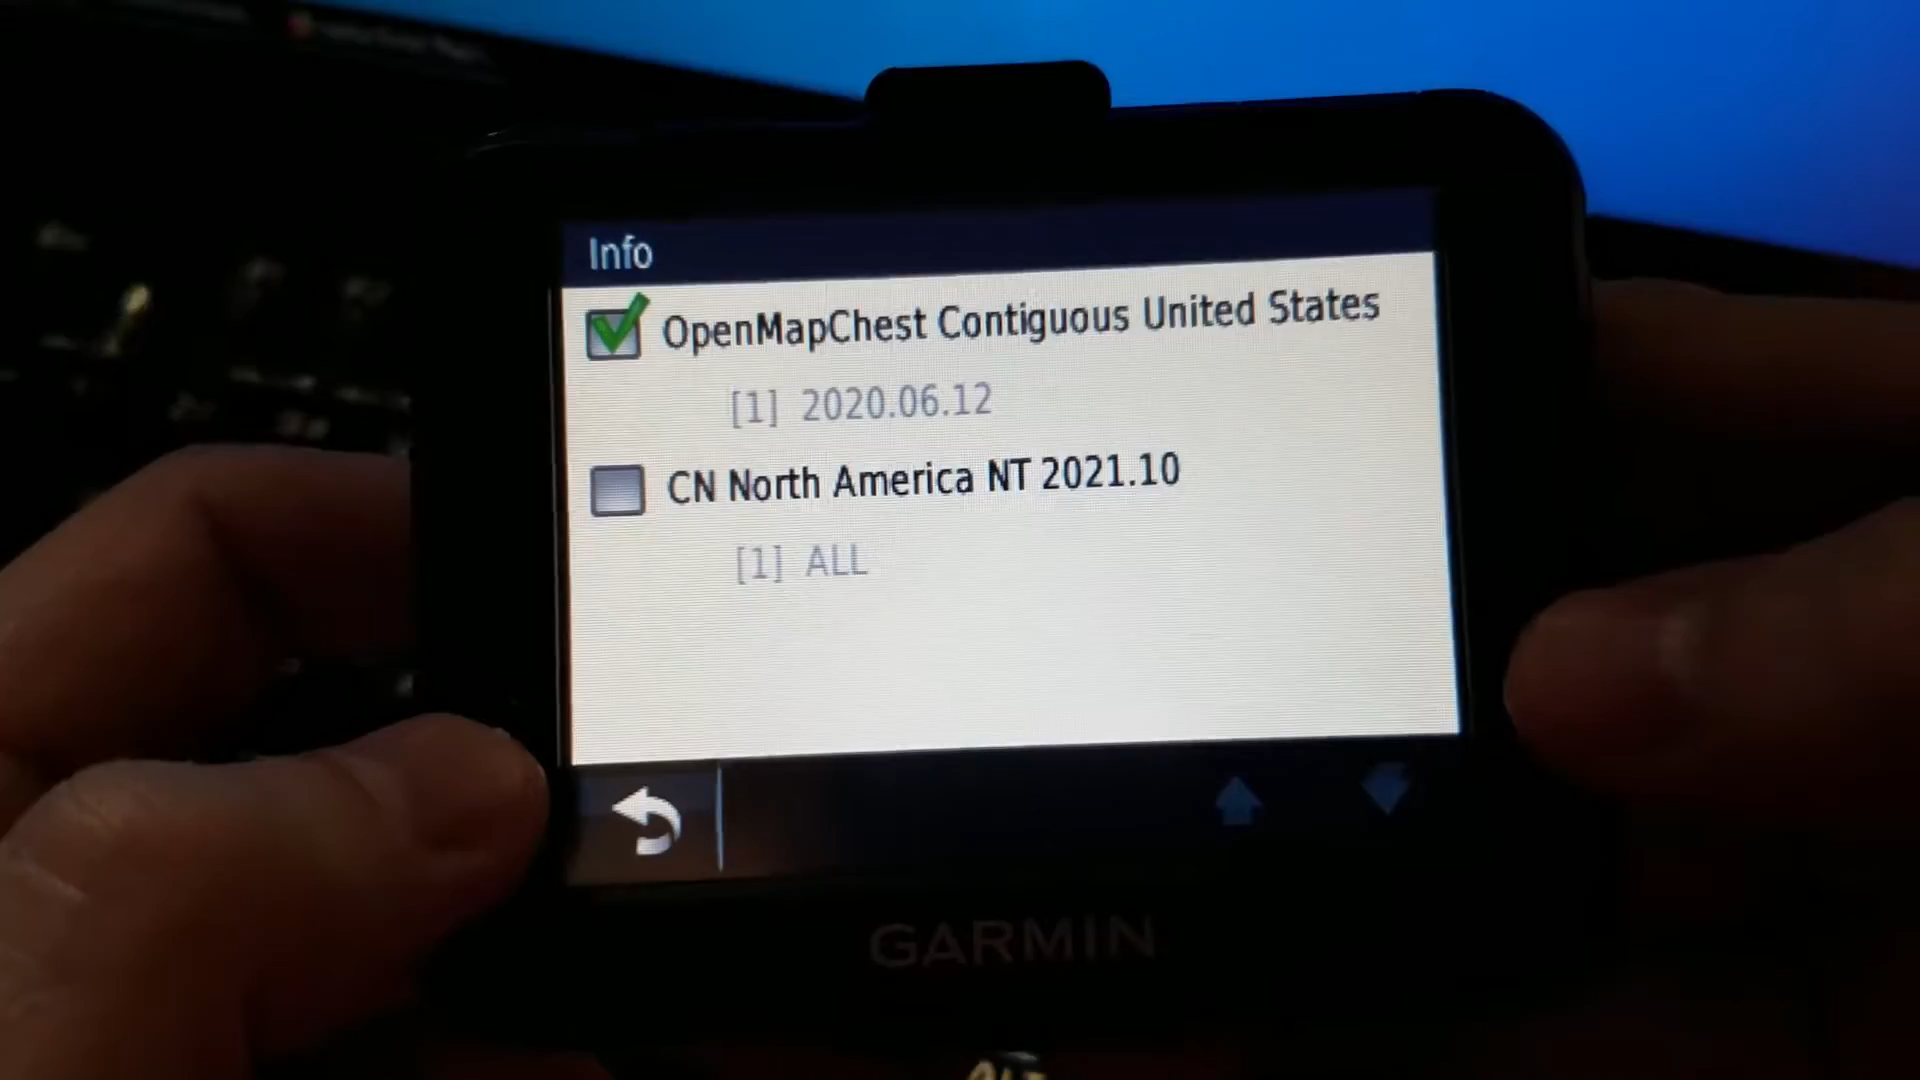 Info
OpenMapChest Contiguous United States
[1] 2020.06.12
CN North America NT 2021.10
[1] ALL
GARMIN